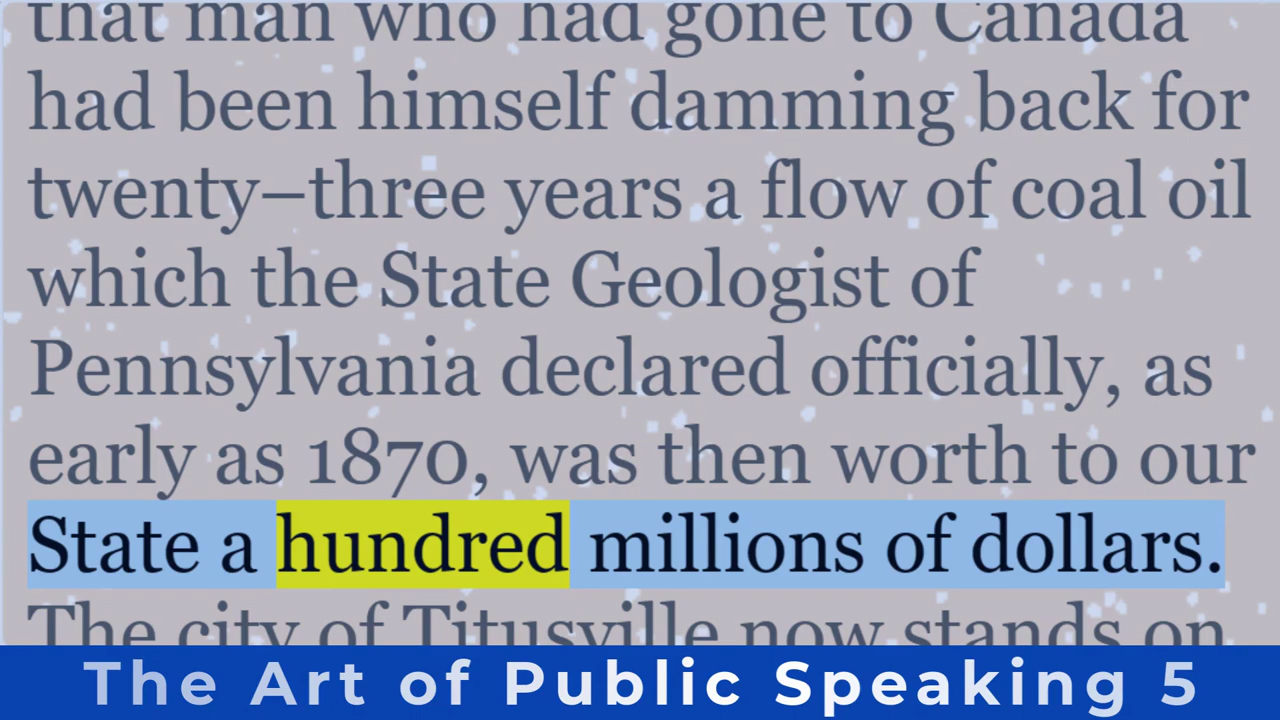 that man who had gone to Canada
had been himself damming back for
twenty–three years a flow of coal oil
which the State Geologist of
Pennsylvania declared officially, as
early as 1870, was then worth to our
State a hundred millions of dollars.
The city of Titusville now stands on
The Art of Public Speaking 5